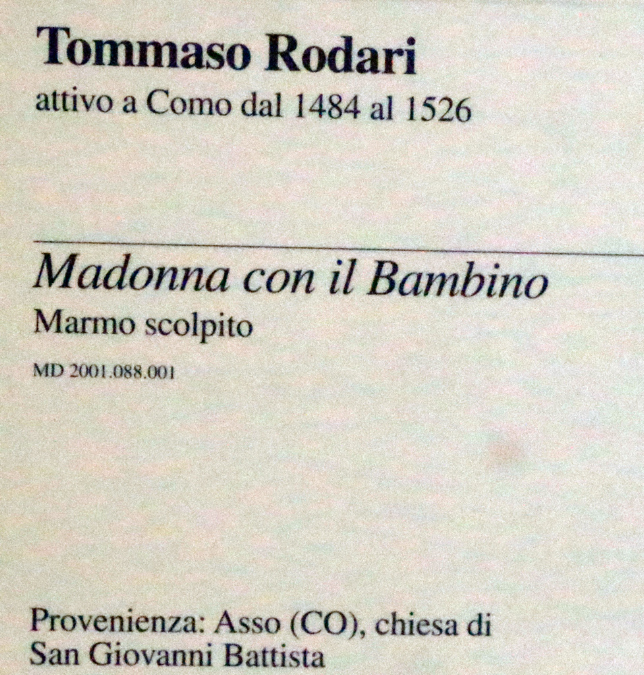 Tommaso Rodari
attivo a Como dal 1484 al 1526
Madonna con il Bambino
Marmo scolpito
MD 2001.088.001
Provenienza: Asso (CO), chiesa di
San Giovanni Battista